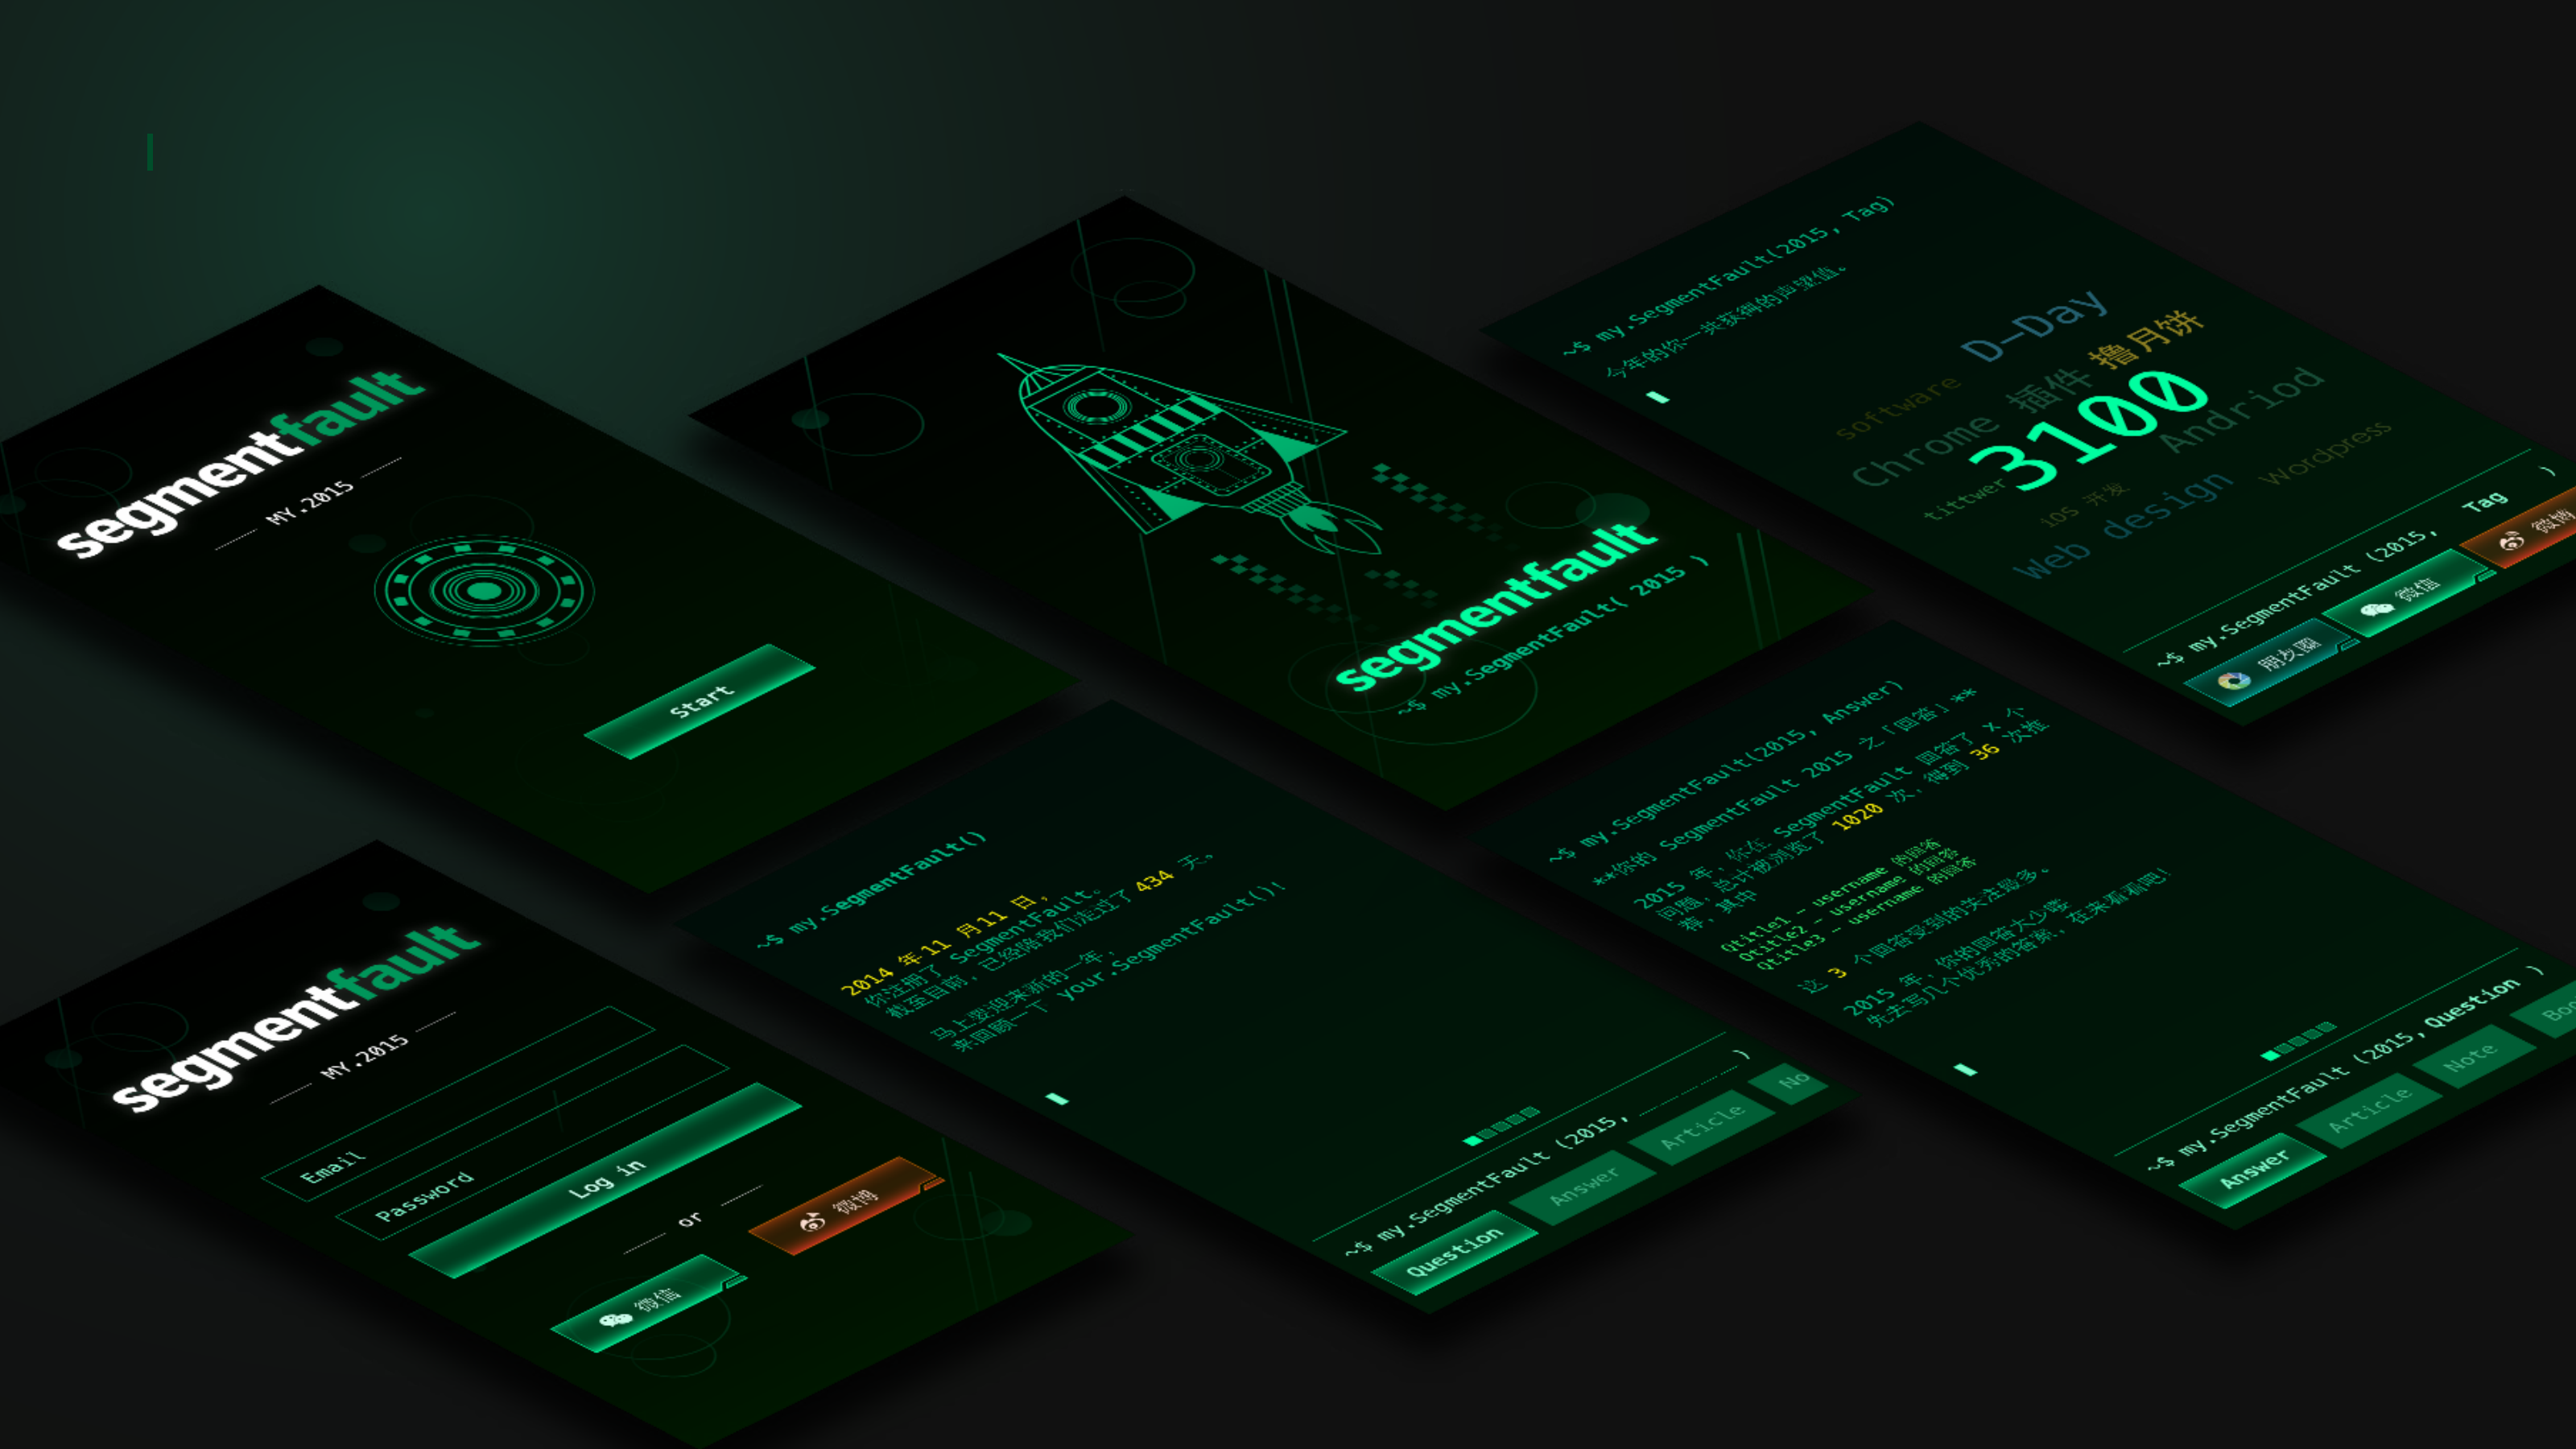 segmentfault
MY.2015
Start
segmentfault
~$ my.SegmentFault( 2015 )
~$ my.SegmentFault(2015, Tag)
今年的你一共获得的声望值。
D-Day
software
撸月饼
Chrome 插件
3100
Andriod
tittwer
Wordpress
iOS 开发
Web design
~$ my.SegmentFault (2015, Tag )
朋友圈
微信
微博
segmentfault
MY.2015
Email
Password
Log in
or
微信
微博
~$ my.SegmentFault()
2014 年 11 月11 日，
你注册了 SegmentFault。
截至目前，已经陪我们走过了 434 天。
马上要迎来新的一年，
来回顾一下 your.SegmentFault()!
~$ my.SegmentFault (2015, ______ )
Question
Answer
Article
No
~$ my.SegmentFault(2015, Answer)
**你的 SegmentFault 2015 之「回答」**
2015 年，你在 SegmentFault 回答了 X 个
问题，总计被浏览了 1020 次，得到 36 次推
荐，其中
Qtitle1 - username 的回答
Qtitle2 - username 的回答
Qtitle3 - username 的回答
这 3 个回答受到的关注最多。
2015 年，你的回答太少喽
先去写几个优秀的答案，在来看看吧!
~$ my.SegmentFault (2015, Question )
Answer
Article
Note
Boo